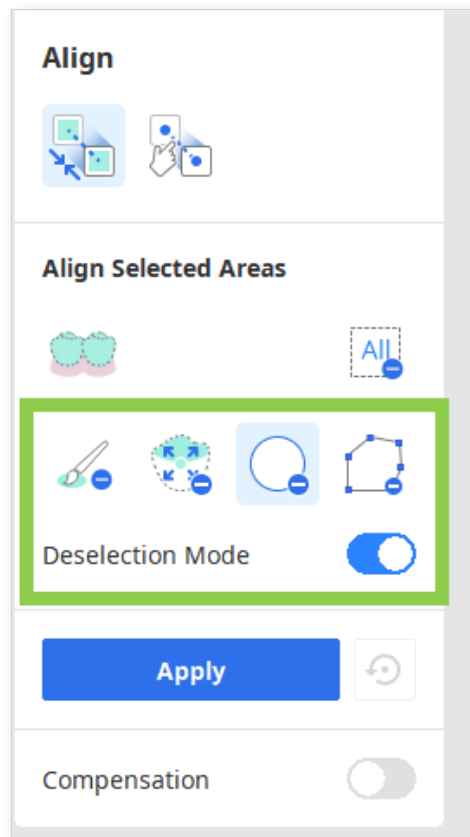 Align
Align Selected Areas
All
Deselection Mode
Apply
Compensation